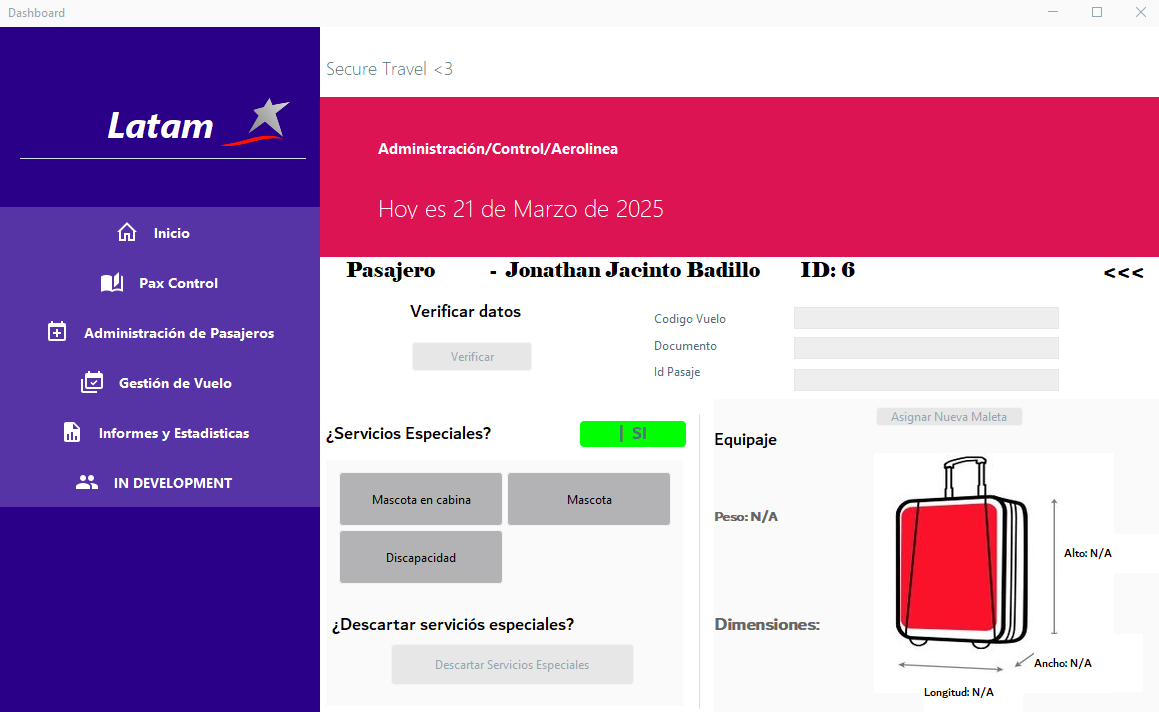 Dashboard
Secure Travel <3
Latam
Administración/Control/Aerolinea
Hoy es 21 de Marzo de 2025
Inicio
Pax Control
Administración de Pasajeros
Gestión de Vuelo
Informes y Estadisticas
IN DEVELOPMENT
Pasajero - Jonathan Jacinto Badillo ID: 6 <<<
Verificar datos
Verificar
Codigo Vuelo
Documento
Id Pasaje
¿Servicios Especiales? | SI
Mascota en cabina Mascota
Discapacidad
¿Descartar serviciós especiales?
Descartar Servicios Especiales
Asignar Nueva Maleta
Equipaje
Peso: N/A
Alto: N/A
Dimensiones:
Ancho: N/A
Longitud: N/A